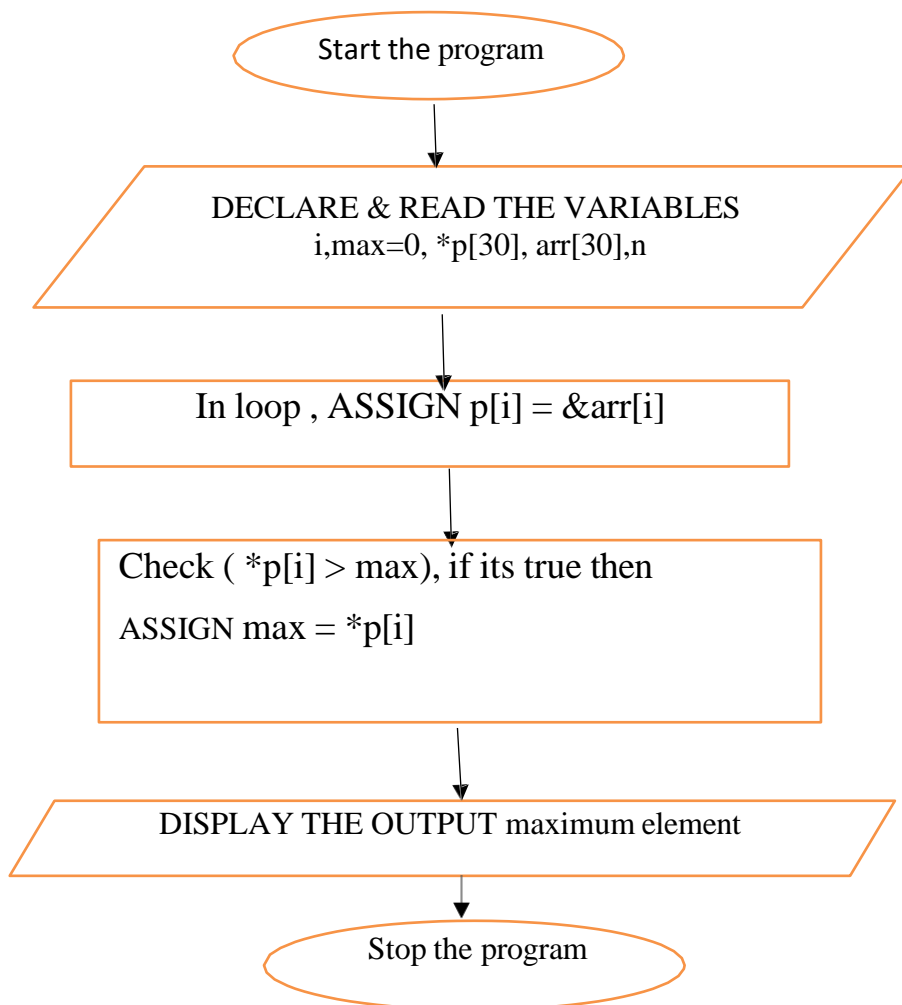 Start the program
DECLARE & READ THE VARIABLES
i,max=0, *p[30], arr[30],n
In loop , ASSIGN p[i] = &arr[i]
Check ( *p[i] > max), if its true then
ASSIGN max = *p[i]
DISPLAY THE OUTPUT maximum element
Stop the program